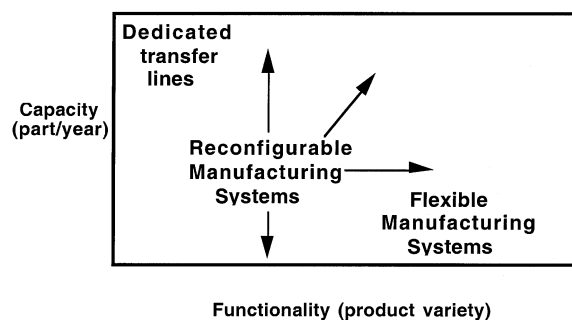 Dedicated
transfer
lines
Capacity
(part/year)
Reconfigurable
Manufacturing
Systems
Flexible
Manufacturing
Systems
Functionality (product variety)